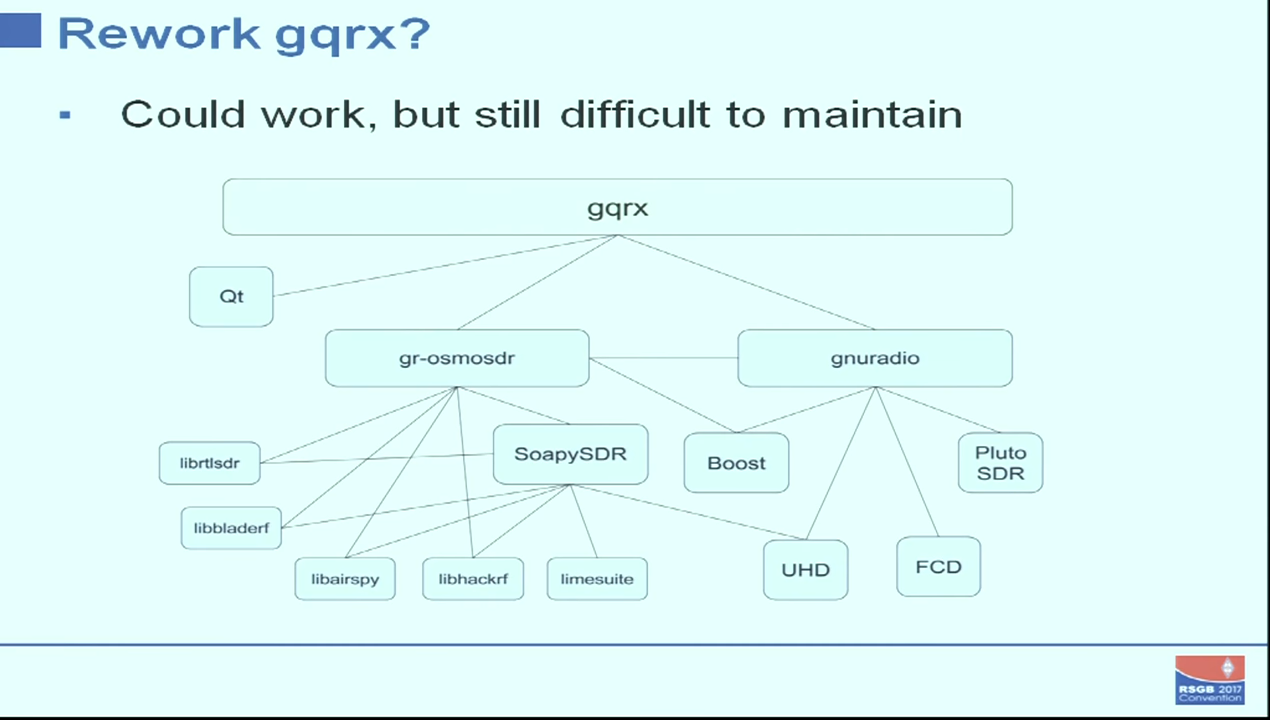 Rework gqrx?
Could work, but still difficult to maintain
gqrx
Qt
gr-osmosdr
gnuradio
librtlsdr
SoapySDR
Boost
Pluto
SDR
libbladerf
libairspy
libhackrf
limesuite
UHD
FCD
RSGB 2017
Convention